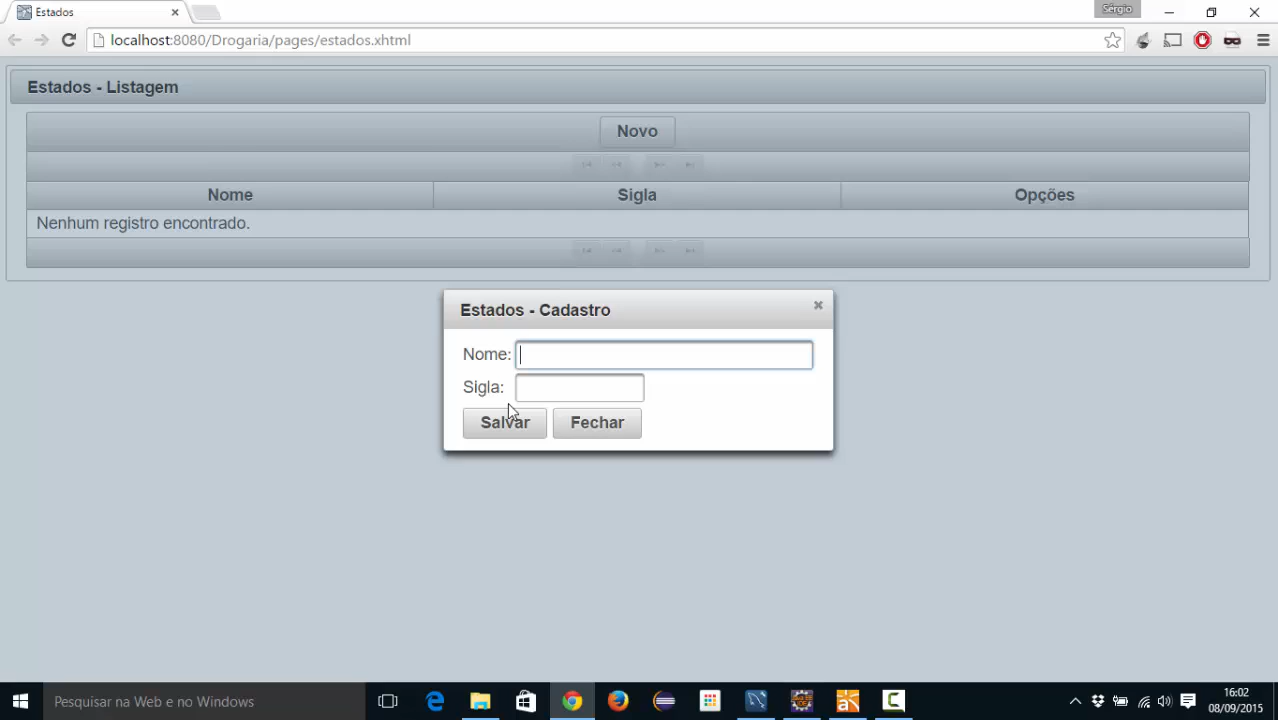 Estados
Sérgio
localhost:8080/Drogaria/pages/estados.xhtml
Estados - Listagem
Novo
Nome Sigla Opções
Nenhum registro encontrado.
Estados - Cadastro
Nome:
Sigla:
Salvar Fechar
Pesquisar na Web e no Windows
16:02
08/09/2015